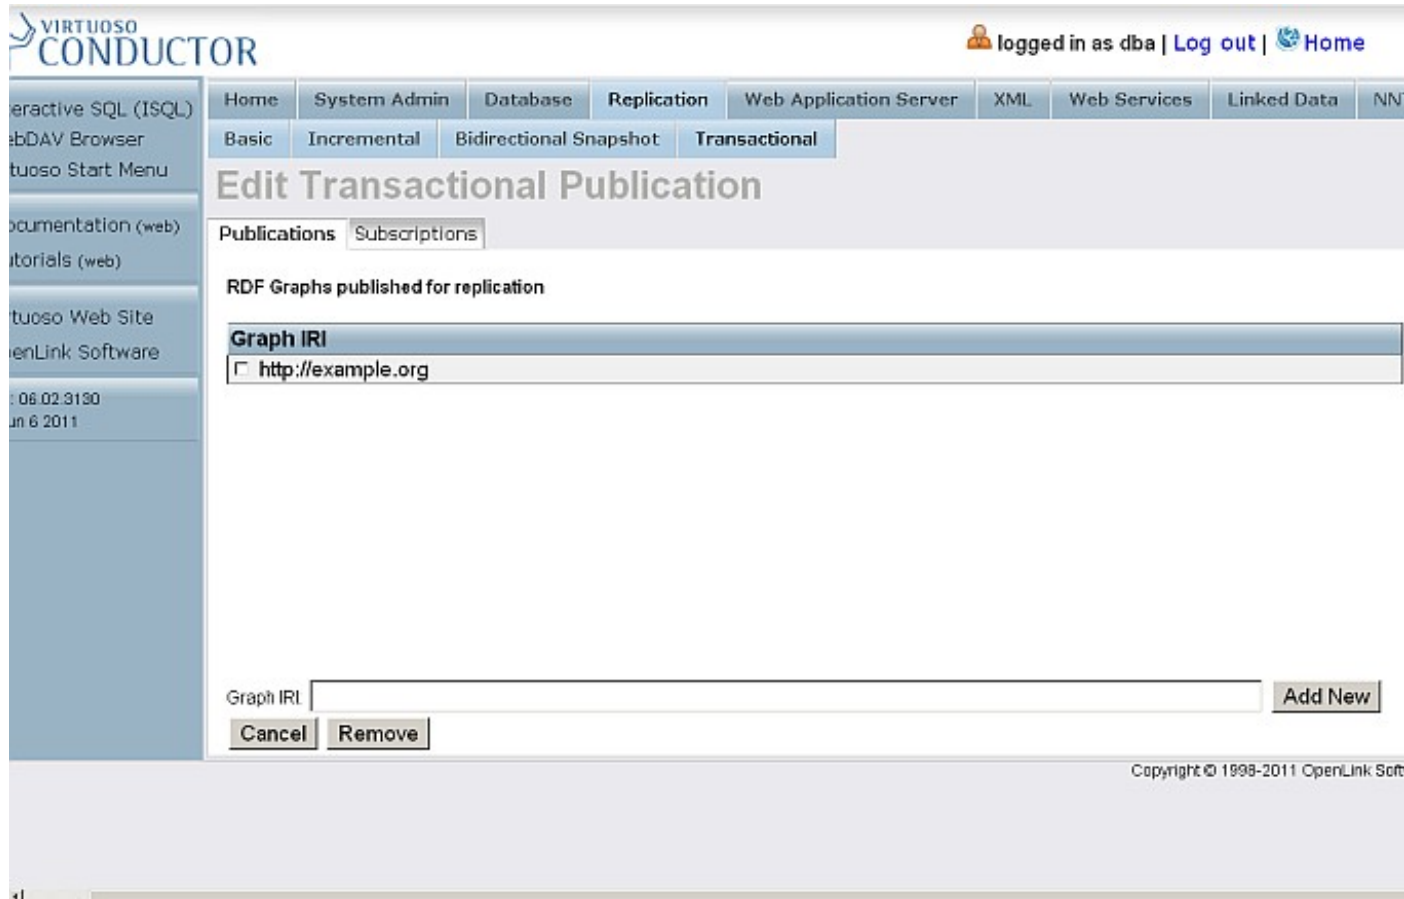 VIRTUOSO
CONDUCTOR
logged in as dba | Log out | Home
teractive SQL (ISQL)
ebDAV Browser
tuoso Start Menu
ocumentation (web)
utorials (web)
tuoso Web Site
enLink Software
: 06.02.3130
un 6 2011
Home System Admin Database Replication Web Application Server XML Web Services Linked Data NN
Basic Incremental Bidirectional Snapshot Transactional
Edit Transactional Publication
Publications Subscriptions
RDF Graphs published for replication
Graph IRI
http://example.org
Graph IRI. Add New
Cancel Remove
Copyright © 1998-2011 OpenLink Soft